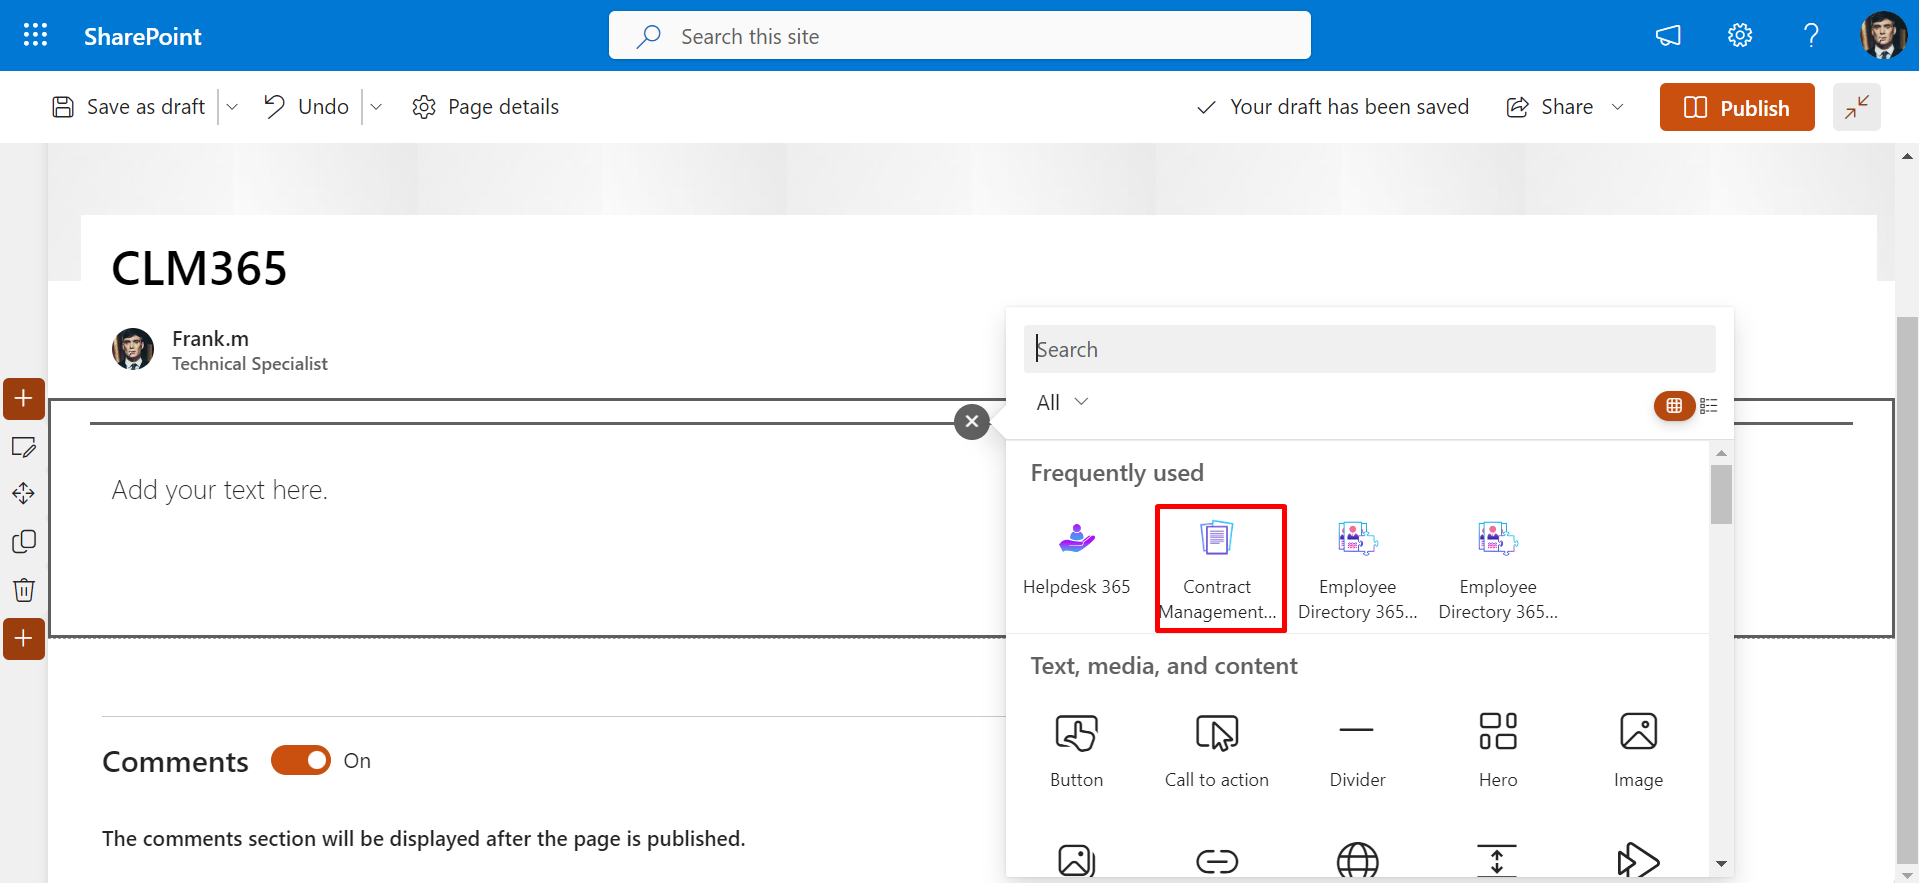 SharePoint
Search this site
Save as draft
Undo
Page details
Your draft has been saved
Share
Publish
CLM365
Frank.m
Technical Specialist
Add your text here.
Search
All
Frequently used
Helpdesk 365
Contract
Management...
Employee
Directory 365...
Employee
Directory 365...
Text, media, and content
Button
Call to action
Divider
Hero
Image
Comments
On
The comments section will be displayed after the page is published.